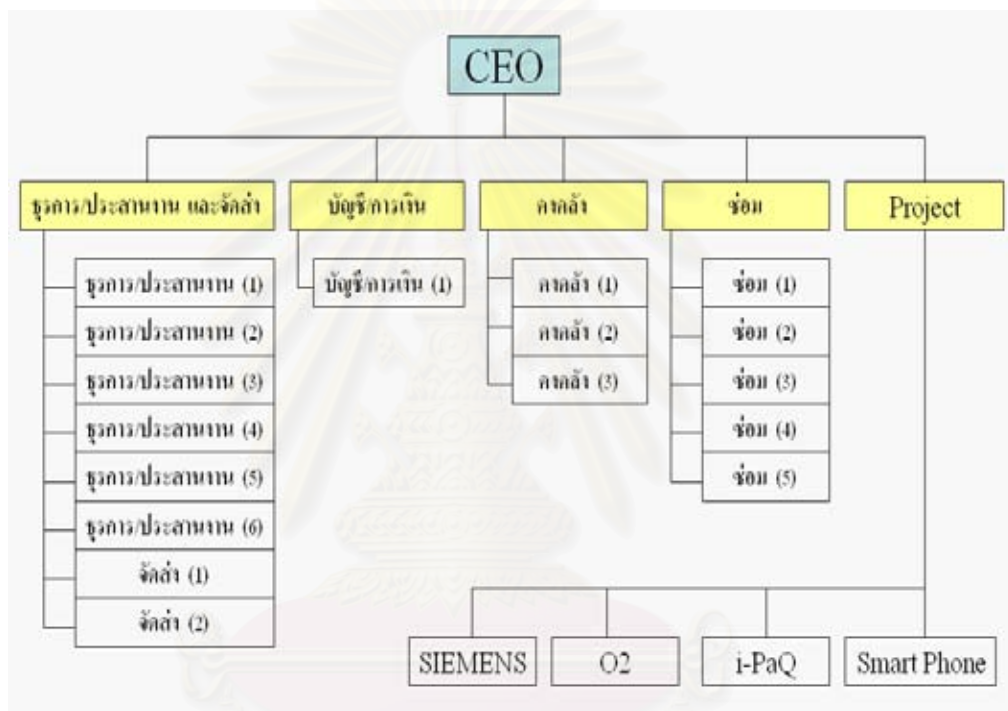 CEO
ธุรการ/ประสานงาน และจัดส่ง
บัญชี/การเงิน
คงคลัง
ซ่อม
Project
ธุรการ/ประสานงาน (1)
ธุรการ/ประสานงาน (2)
ธุรการ/ประสานงาน (3)
ธุรการ/ประสานงาน (4)
ธุรการ/ประสานงาน (5)
ธุรการ/ประสานงาน (6)
จัดส่ง (1)
จัดส่ง (2)
บัญชี/การเงิน (1)
คงคลัง (1)
คงคลัง (2)
คงคลัง (3)
ซ่อม (1)
ซ่อม (2)
ซ่อม (3)
ซ่อม (4)
ซ่อม (5)
SIEMENS
O2
i-PaQ
Smart Phone